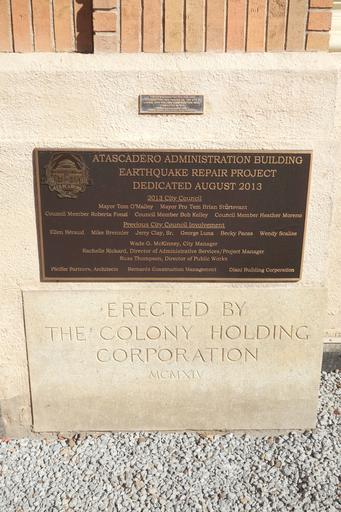 ATASCADERO ADMINISTRATION BUILDING
EARTHQUAKE REPAIR PROJECT
DEDICATED AUGUST 2013
2013 City Council
Mayor Tom O'Malley Mayor Pro Tem Brian Sturtevant
Council Member Roberta Fonzi Council Member Bob Kelley Council Member Heather Moreno
Previous City Council Involvement
Ellen Béraud Mike Brennler Jerry Clay, Sr. George Luna Becky Pacas Wendy Scalise
Wade G. McKinney, City Manager
Rachelle Rickard, Director of Administrative Services/Project Manager
Russ Thompson, Director of Public Works
Pfeiffer Partners, Architects Bernards Construction Management Diani Building Corporation
ERECTED BY
THE COLONY HOLDING
CORPORATION
MCMXIV